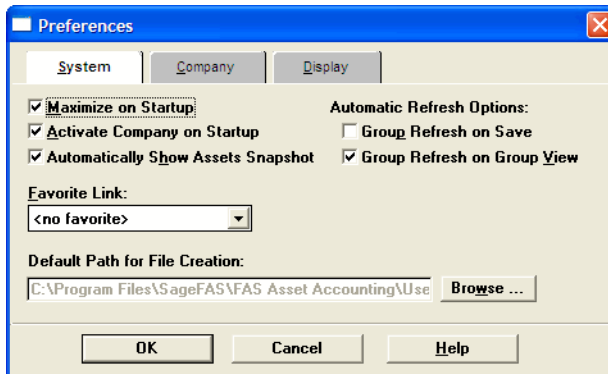 Preferences
System Company Display
Maximize on Startup
Activate Company on Startup
Automatically Show Assets Snapshot
Automatic Refresh Options:
Group Refresh on Save
Group Refresh on Group View
Favorite Link:
<no favorite>
Default Path for File Creation:
C:\Program Files\SageFAS\FAS Asset Accounting\Use
Browse ...
OK Cancel Help